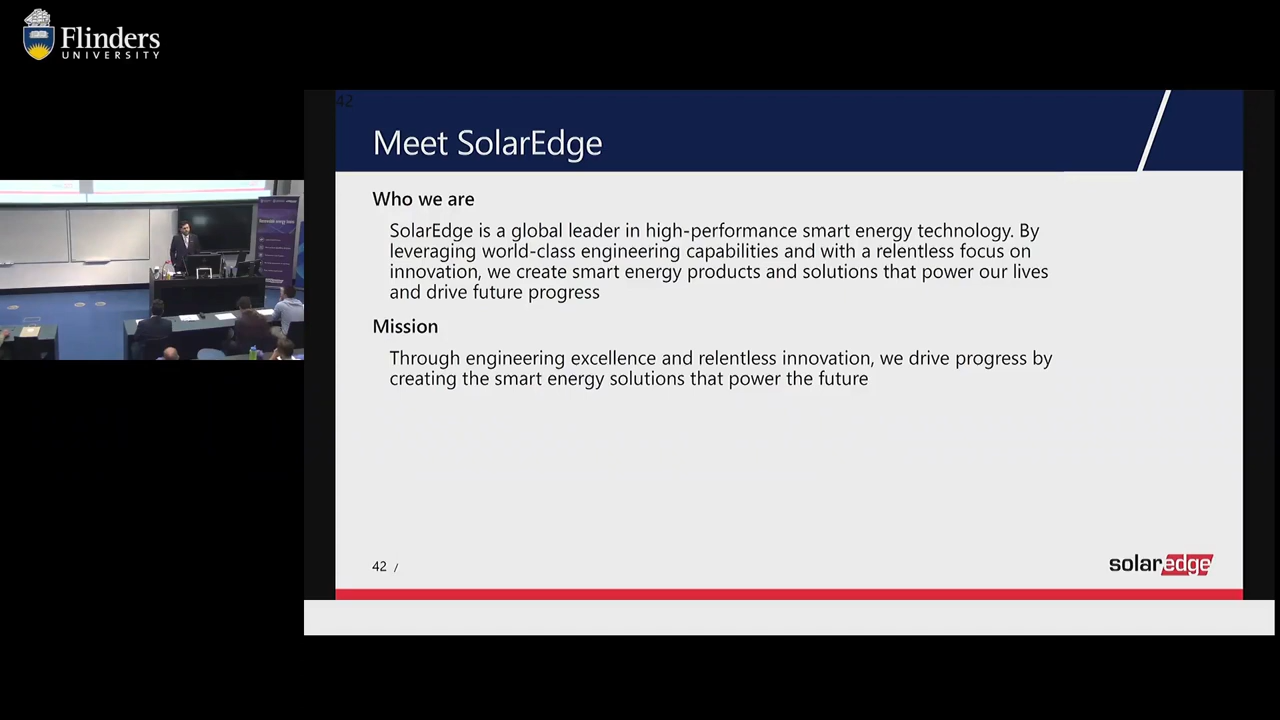 Flinders
UNIVERSITY
42
Meet SolarEdge
Who we are
SolarEdge is a global leader in high-performance smart energy technology. By
leveraging world-class engineering capabilities and with a relentless focus on
innovation, we create smart energy products and solutions that power our lives
and drive future progress
Mission
Through engineering excellence and relentless innovation, we drive progress by
creating the smart energy solutions that power the future
42 /
solaredge